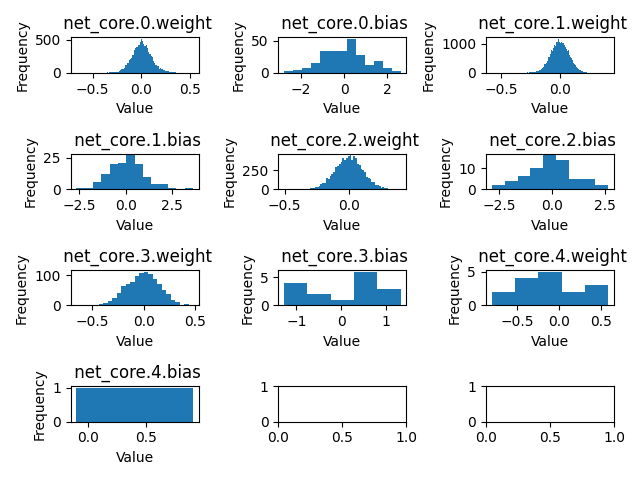 net_core.0.weight
Frequency
500
0
−0.5
0.0
0.5
Value
net_core.0.bias
Frequency
50
0
−2
0
2
Value
net_core.1.weight
Frequency
1000
0
−0.5
0.0
Value
net_core.1.bias
Frequency
25
0
−2.5
0.0
2.5
Value
net_core.2.weight
Frequency
250
0
−0.5
0.0
Value
net_core.2.bias
Frequency
10
0
−2.5
0.0
2.5
Value
net_core.3.weight
Frequency
100
0
−0.5
0.0
0.5
Value
net_core.3.bias
Frequency
5
0
−1
0
1
Value
net_core.4.weight
Frequency
5
0
−0.5
0.0
0.5
Value
net_core.4.bias
Frequency
1
0
0.0
0.5
Value
1
0
0.0
0.5
1.0
1
0
0.0
0.5
1.0